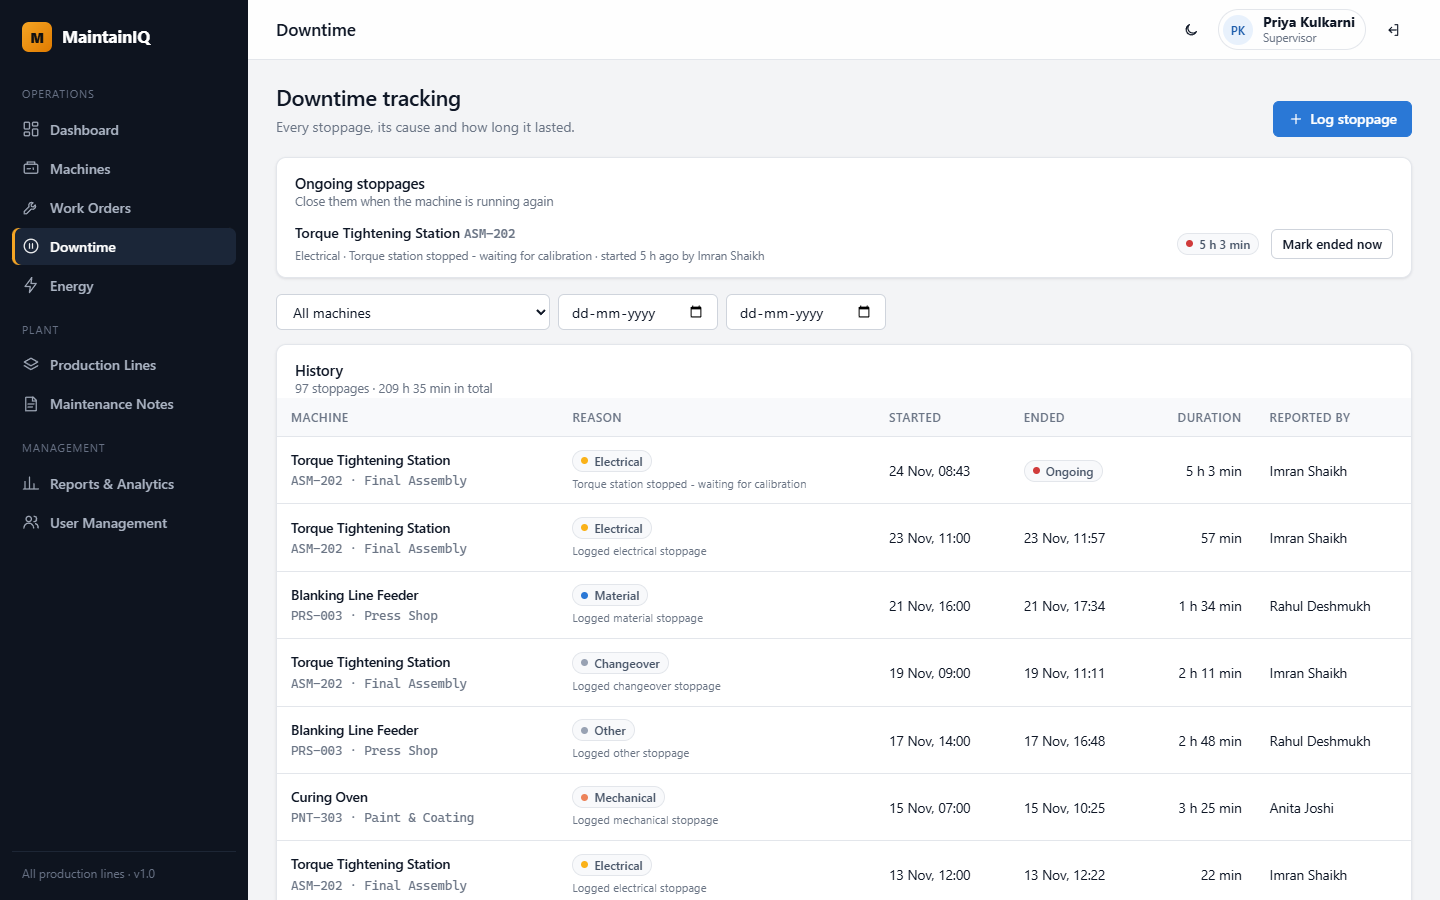 M MaintainIQ
OPERATIONS
Dashboard
Machines
Work Orders
Downtime
Energy
PLANT
Production Lines
Maintenance Notes
MANAGEMENT
Reports & Analytics
User Management
All production lines · v1.0
Downtime
PK Priya Kulkarni
Supervisor
Downtime tracking
Every stoppage, its cause and how long it lasted.
+ Log stoppage
Ongoing stoppages
Close them when the machine is running again
Torque Tightening Station ASM-202
Electrical · Torque station stopped - waiting for calibration · started 5 h ago by Imran Shaikh
5 h 3 min
Mark ended now
All machines dd-mm-yyyy dd-mm-yyyy
History
97 stoppages · 209 h 35 min in total
MACHINE REASON STARTED ENDED DURATION REPORTED BY
Torque Tightening Station
ASM-202 · Final Assembly
Electrical
Torque station stopped - waiting for calibration
24 Nov, 08:43 Ongoing 5 h 3 min Imran Shaikh
Torque Tightening Station
ASM-202 · Final Assembly
Electrical
Logged electrical stoppage
23 Nov, 11:00 23 Nov, 11:57 57 min Imran Shaikh
Blanking Line Feeder
PRS-003 · Press Shop
Material
Logged material stoppage
21 Nov, 16:00 21 Nov, 17:34 1 h 34 min Rahul Deshmukh
Torque Tightening Station
ASM-202 · Final Assembly
Changeover
Logged changeover stoppage
19 Nov, 09:00 19 Nov, 11:11 2 h 11 min Imran Shaikh
Blanking Line Feeder
PRS-003 · Press Shop
Other
Logged other stoppage
17 Nov, 14:00 17 Nov, 16:48 2 h 48 min Rahul Deshmukh
Curing Oven
PNT-303 · Paint & Coating
Mechanical
Logged mechanical stoppage
15 Nov, 07:00 15 Nov, 10:25 3 h 25 min Anita Joshi
Torque Tightening Station
ASM-202 · Final Assembly
Electrical
Logged electrical stoppage
13 Nov, 12:00 13 Nov, 12:22 22 min Imran Shaikh